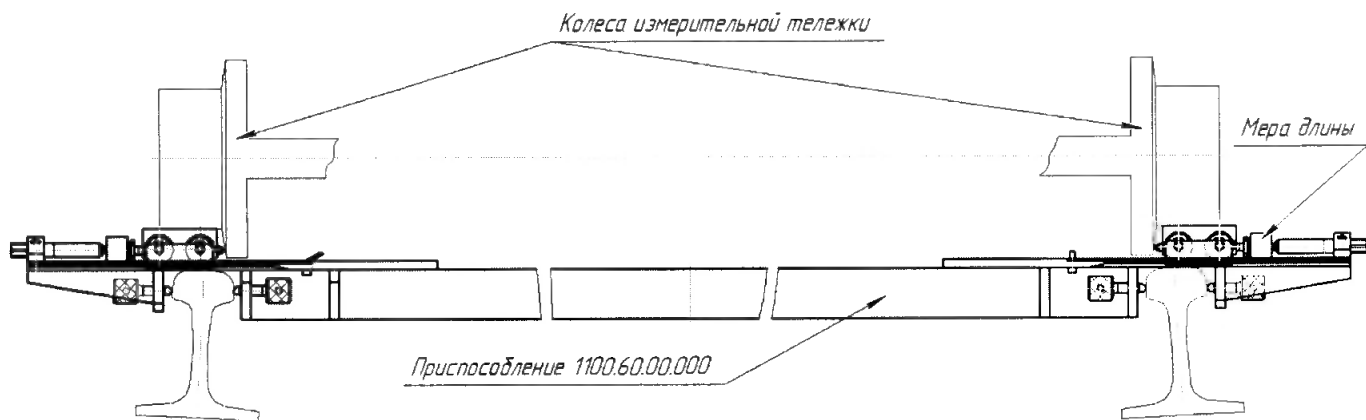 Колеса измерительной тележки
Мера длины
Приспособление 1100.60.00.000